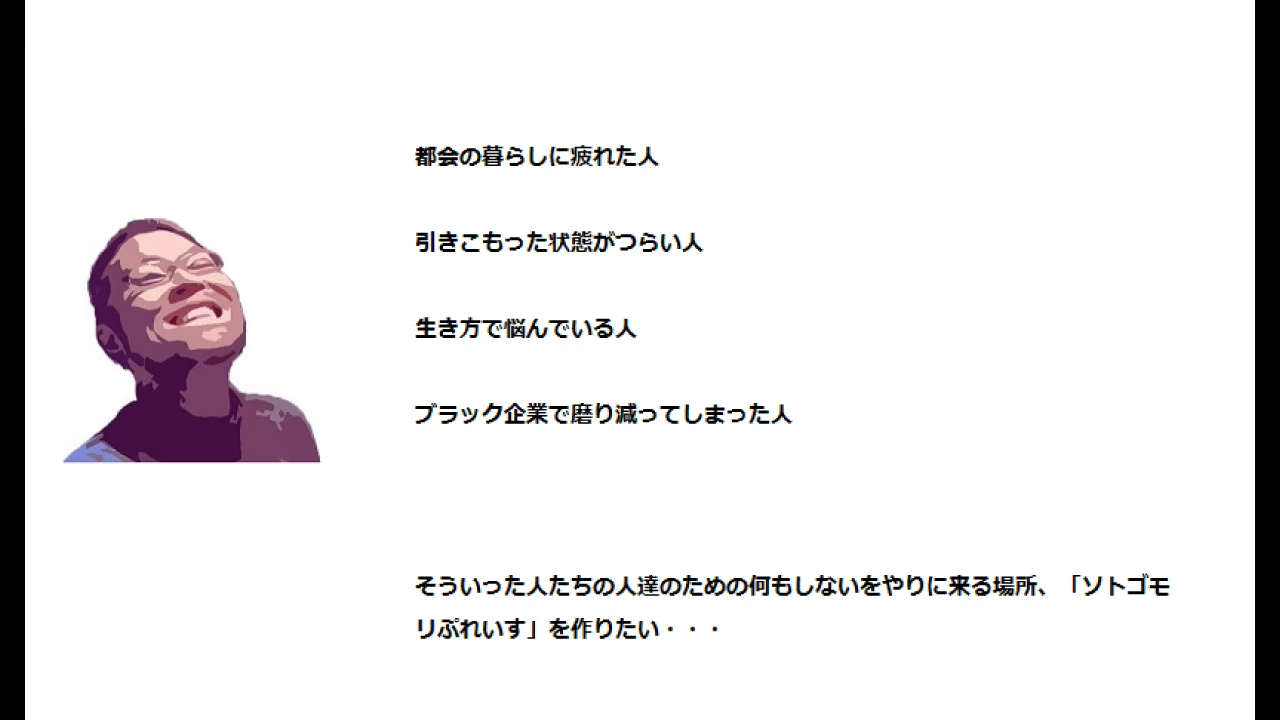 都会の暮らしに疲れた人
引きこもった状態がつらい人
生き方で悩んでいる人
ブラック企業で磨り減ってしまった人
そういった人たちの人達のための何もしないをやりに来る場所、「ソトゴモ
リぷれいす」を作りたい・・・